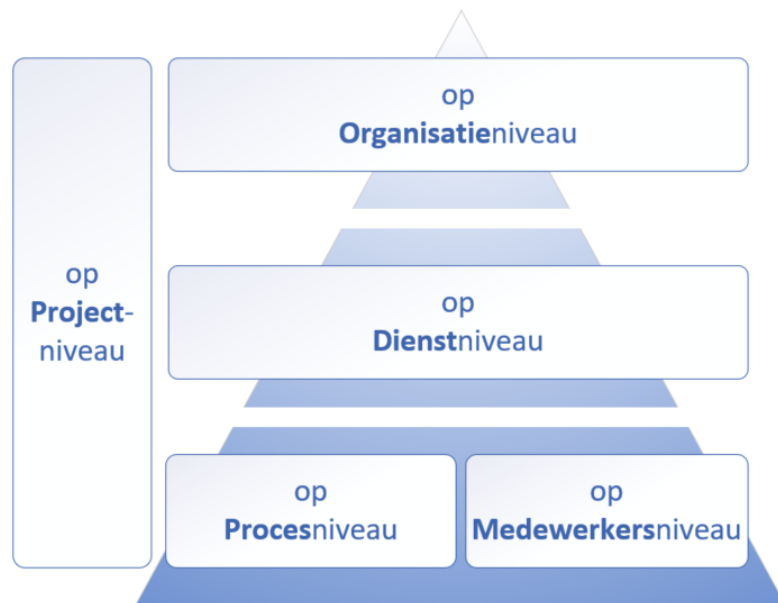 op
Organisatieniveau
op
Project-
niveau
op
Dienstniveau
op
Procesniveau
op
Medewerkersniveau